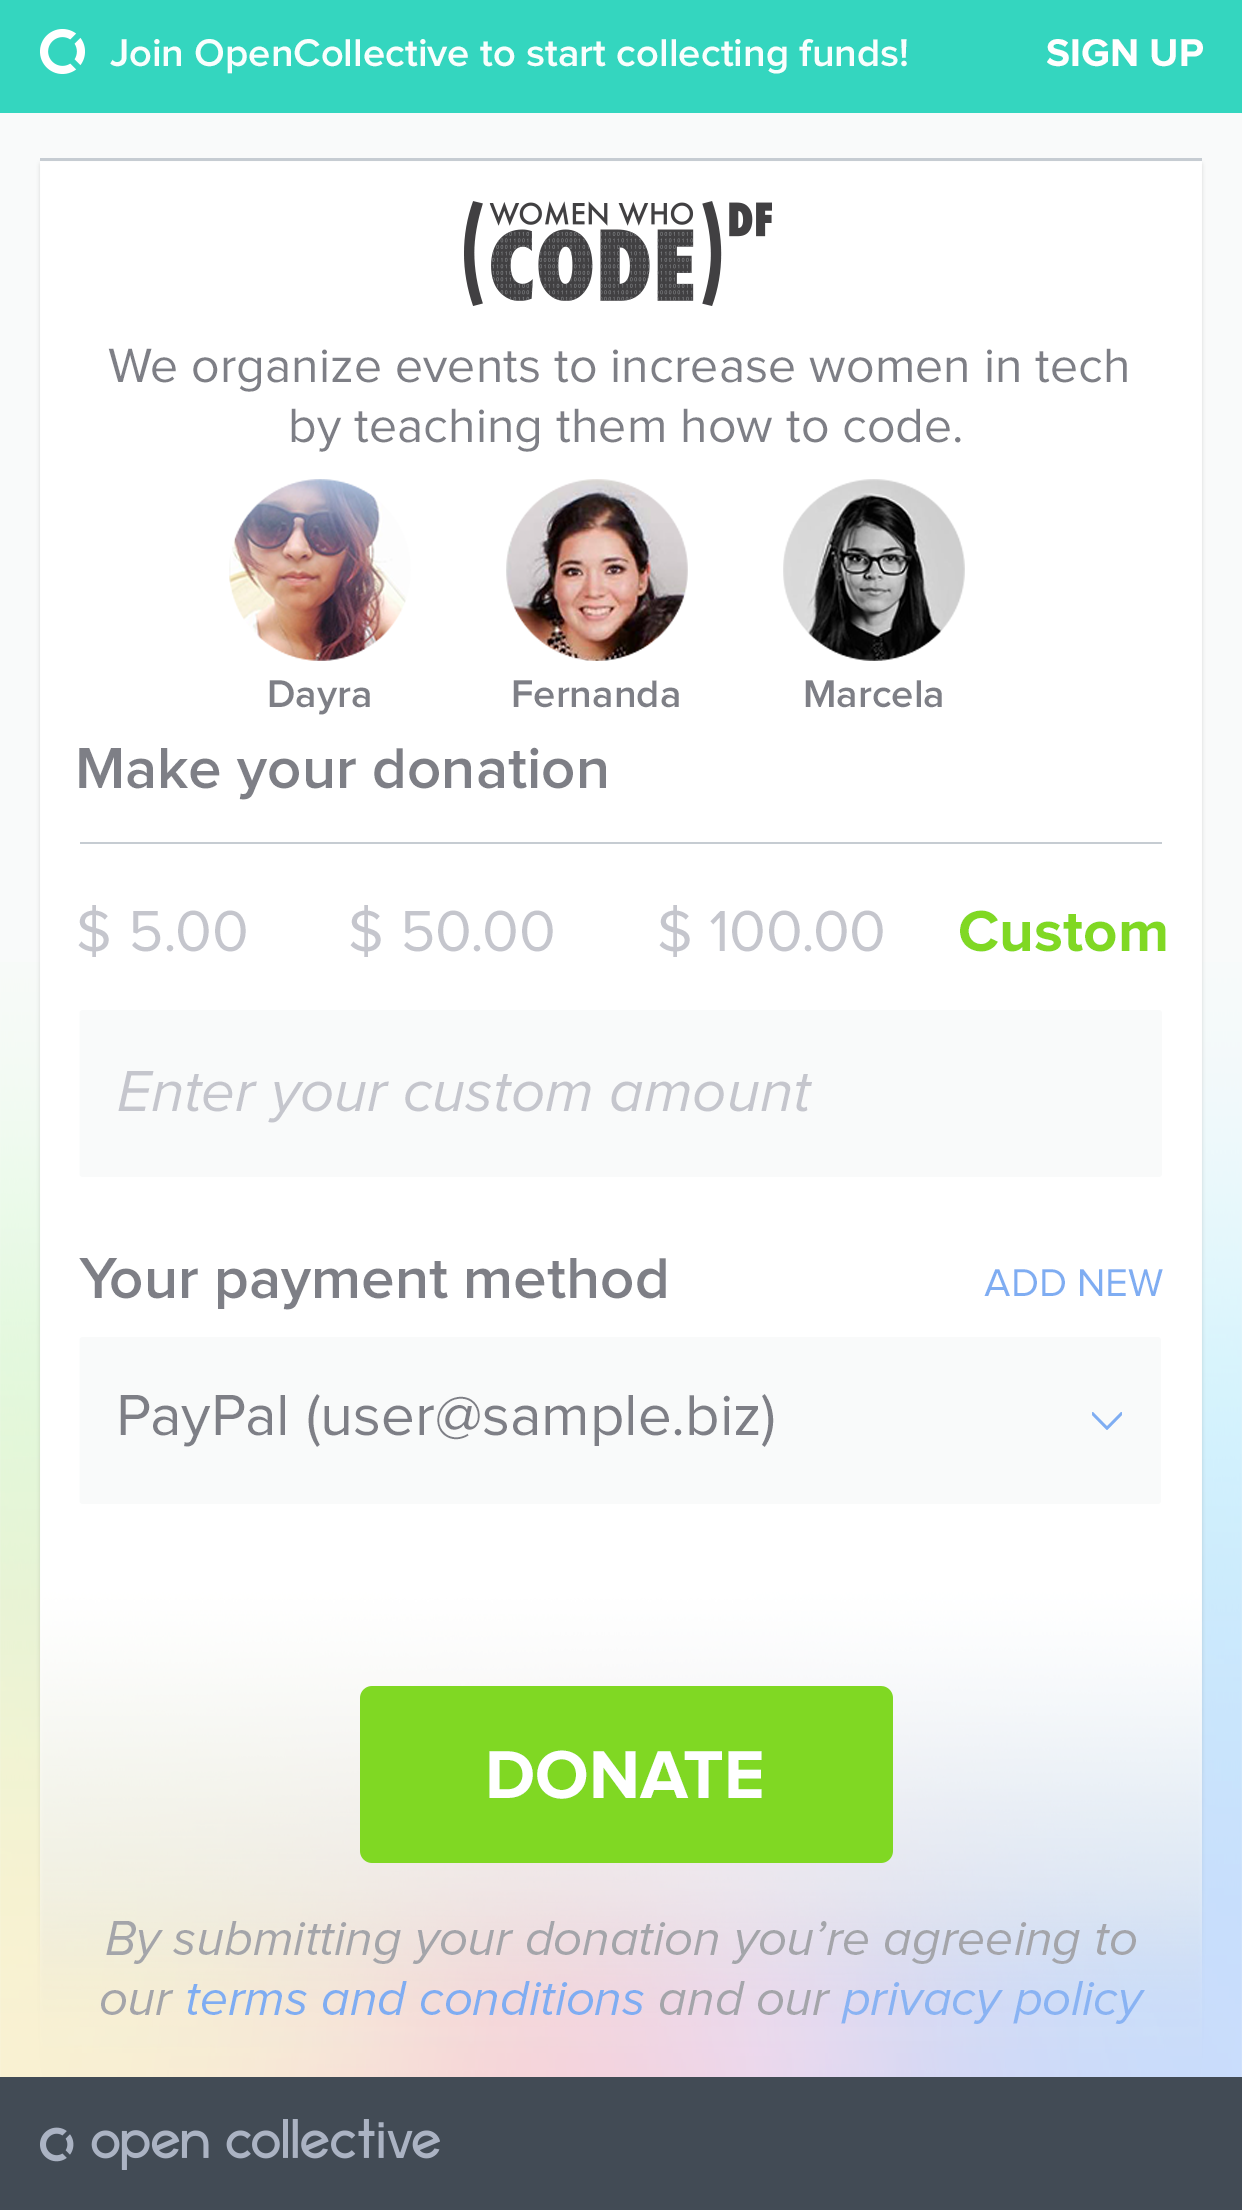 Join OpenCollective to start collecting funds!
SIGN UP
(WOMEN WHO CODE) DF
We organize events to increase women in tech
by teaching them how to code.
Dayra
Fernanda
Marcela
Make your donation
$ 5.00
$ 50.00
$ 100.00
Custom
Enter your custom amount
Your payment method
ADD NEW
PayPal (user@sample.biz)
DONATE
By submitting your donation you’re agreeing to
our terms and conditions and our privacy policy
open collective